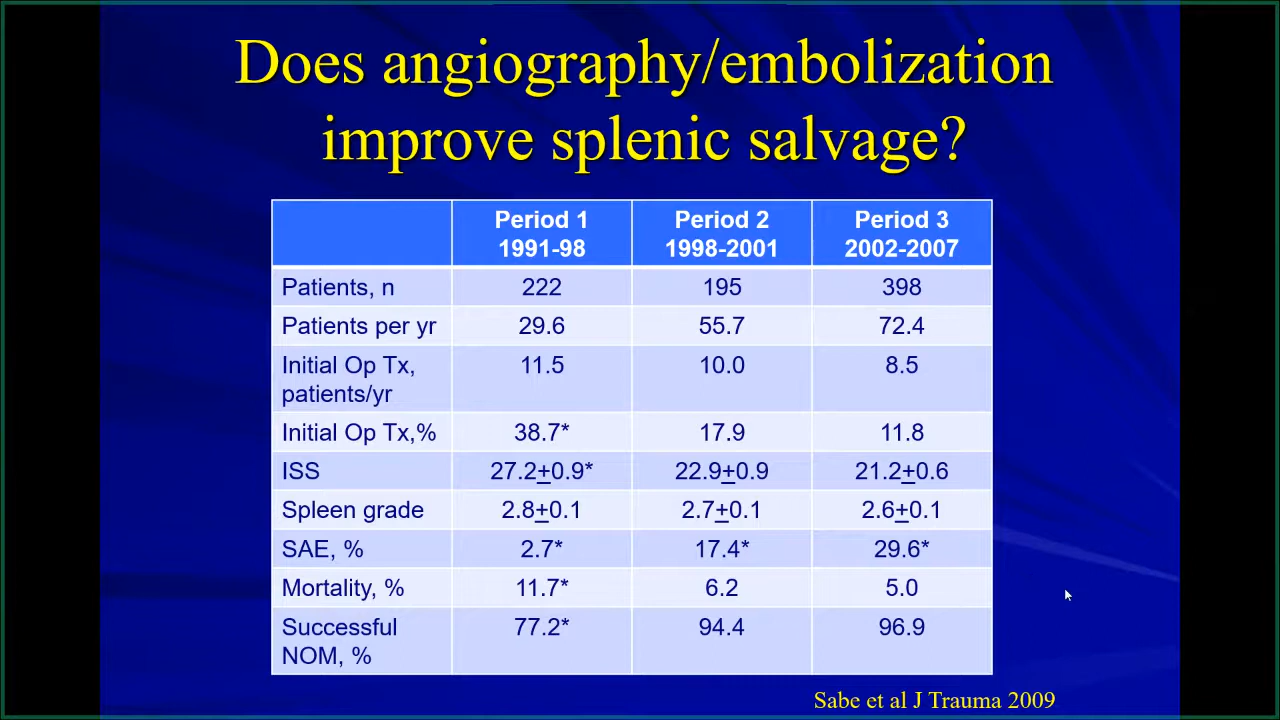 Does angiography/embolization
improve splenic salvage?
Period 1 Period 2 Period 3
1991-98 1998-2001 2002-2007
Patients, n 222 195 398
Patients per yr 29.6 55.7 72.4
Initial Op Tx, 11.5 10.0 8.5
patients/yr
Initial Op Tx,% 38.7* 17.9 11.8
ISS 27.2±0.9* 22.9±0.9 21.2±0.6
Spleen grade 2.8±0.1 2.7±0.1 2.6±0.1
SAE, % 2.7* 17.4* 29.6*
Mortality, % 11.7* 6.2 5.0
Successful 77.2* 94.4 96.9
NOM, %
Sabe et al J Trauma 2009